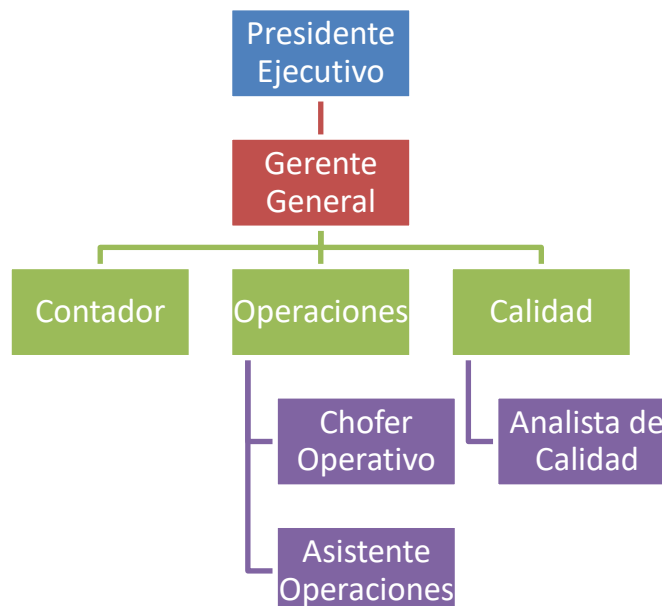 Presidente
Ejecutivo
Gerente
General
Contador
Operaciones
Calidad
Chofer
Operativo
Analista de
Calidad
Asistente
Operaciones